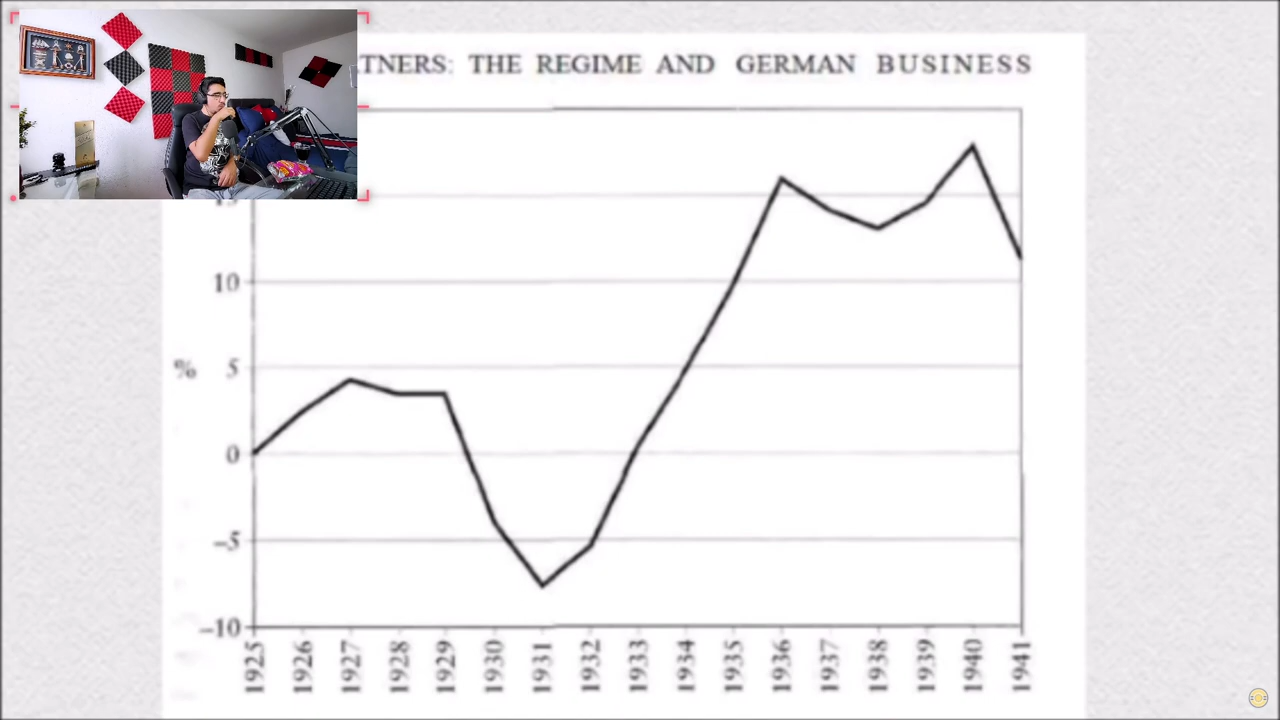 TNERS: THE REGIME AND GERMAN BUSINESS
10
% 5
0
–5
–10
1925 1926 1927 1928 1929 1930 1931 1932 1933 1934 1935 1936 1937 1938 1939 1940 1941